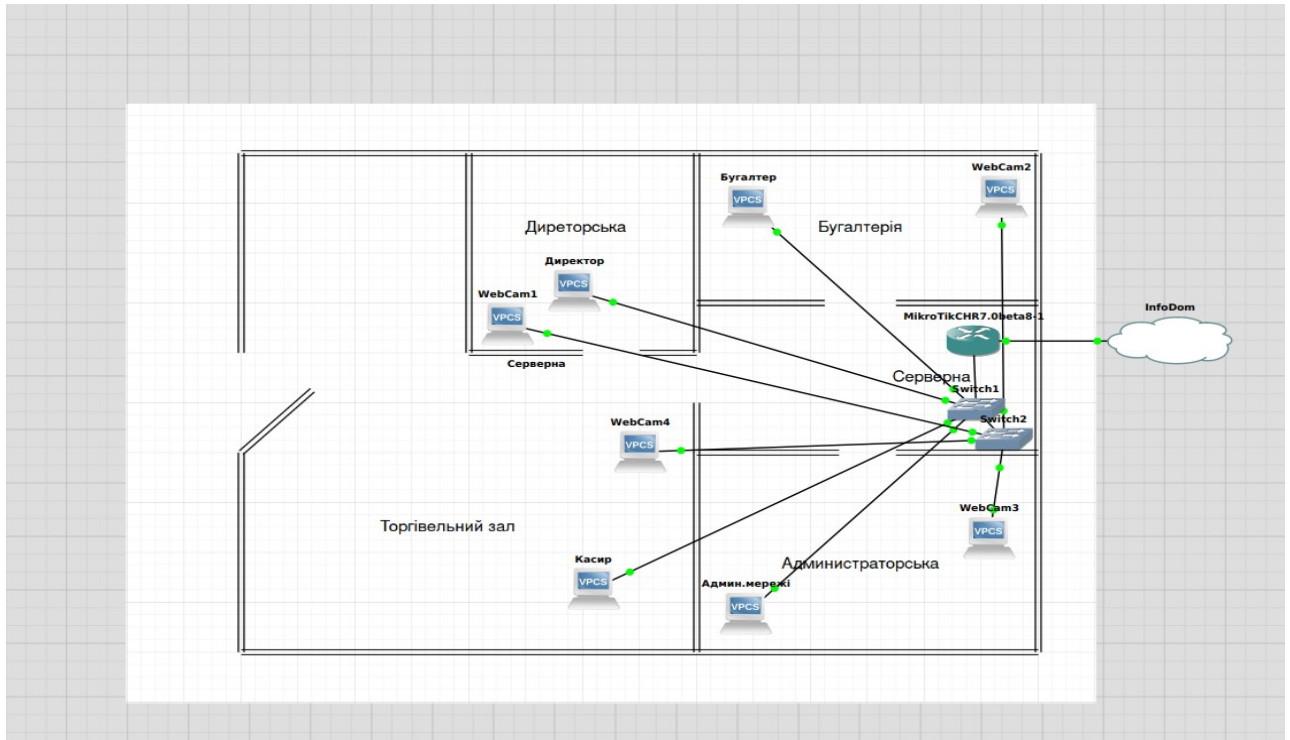 Бугалтер
VPCS
WebCam2
VPCS
Диреторська
Бугалтерія
Директор
VPCS
WebCam1
VPCS
InfoDom
MikroTikCHR7.0beta8-1
Серверна
Серверна
Switch1
WebCam4
VPCS
Switch2
WebCam3
VPCS
Торгівельний зал
Касир
VPCS
Администраторська
Админ.мережі
VPCS